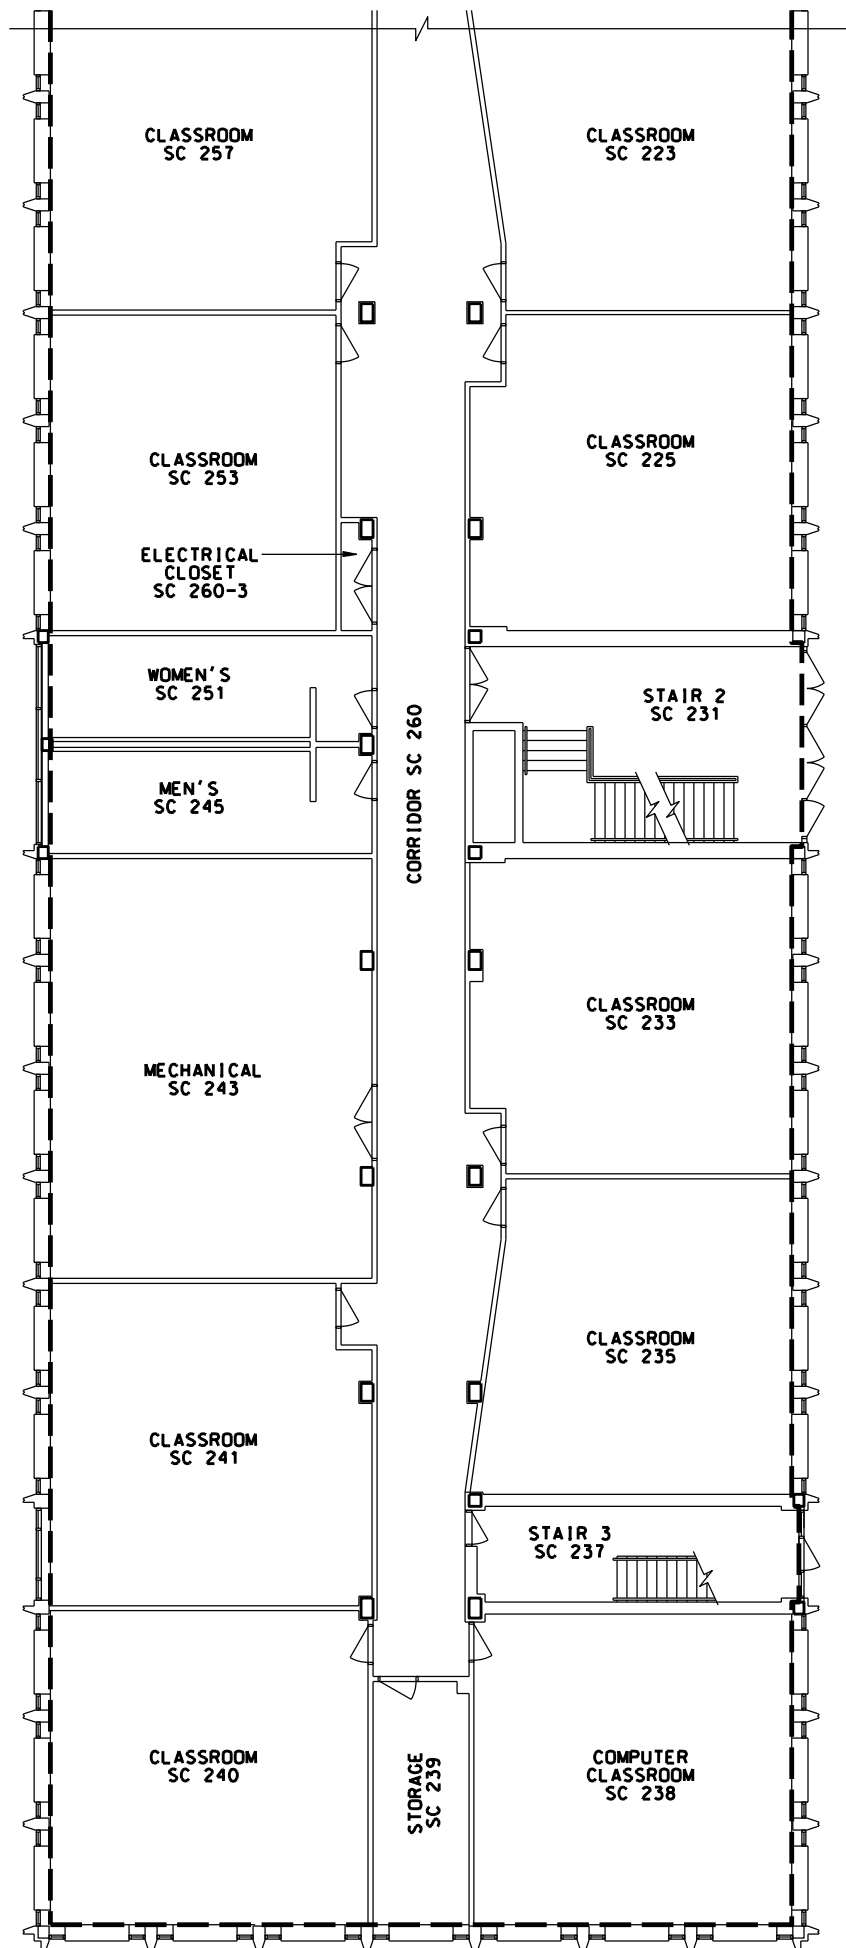 CLASSROOM
SC 257
CLASSROOM
SC 223
CLASSROOM
SC 253
CLASSROOM
SC 225
ELECTRICAL
CLOSET
SC 260-3
WOMEN'S
SC 251
STAIR 2
SC 231
MEN'S
SC 245
CORRIDOR SC 260
CLASSROOM
SC 233
MECHANICAL
SC 243
CLASSROOM
SC 235
CLASSROOM
SC 241
STAIR 3
SC 237
CLASSROOM
SC 240
STORAGE
SC 239
COMPUTER
CLASSROOM
SC 238